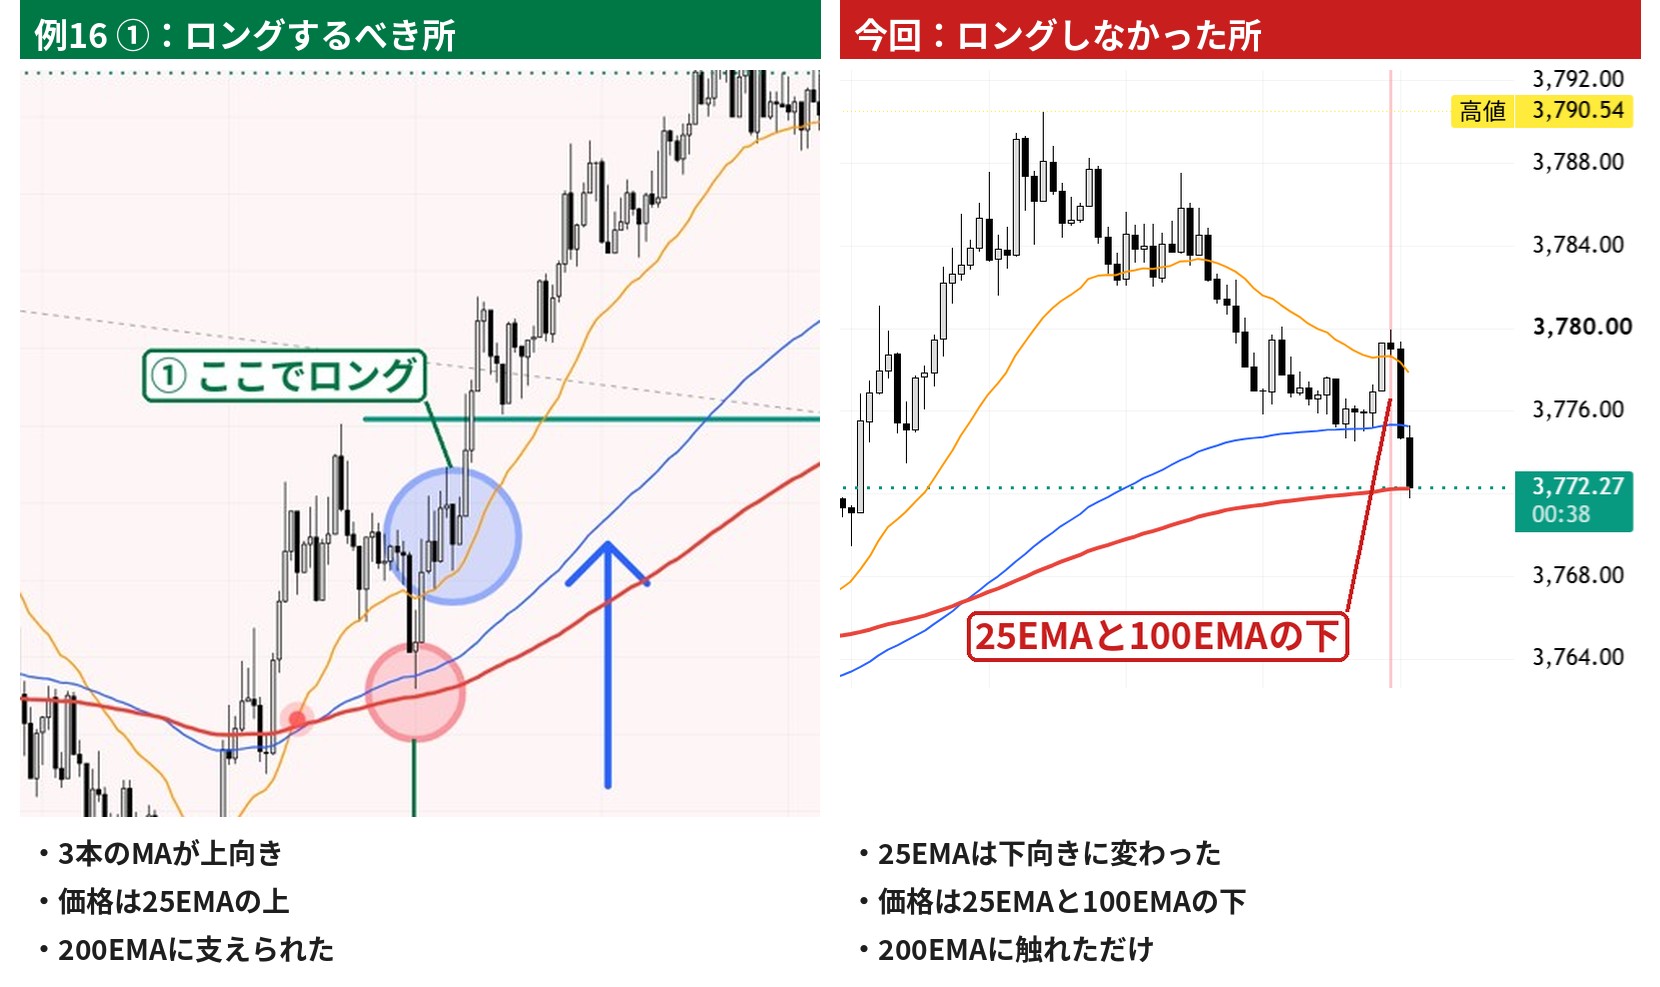 例16 ①：ロングするべき所
今回：ロングしなかった所
① ここでロング
3,792.00
高値 3,790.54
3,788.00
3,784.00
3,780.00
3,776.00
3,772.27
00:38
3,768.00
3,764.00
25EMAと100EMAの下
・3本のMAが上向き
・価格は25EMAの上
・200EMAに支えられた
・25EMAは下向きに変わった
・価格は25EMAと100EMAの下
・200EMAに触れただけ